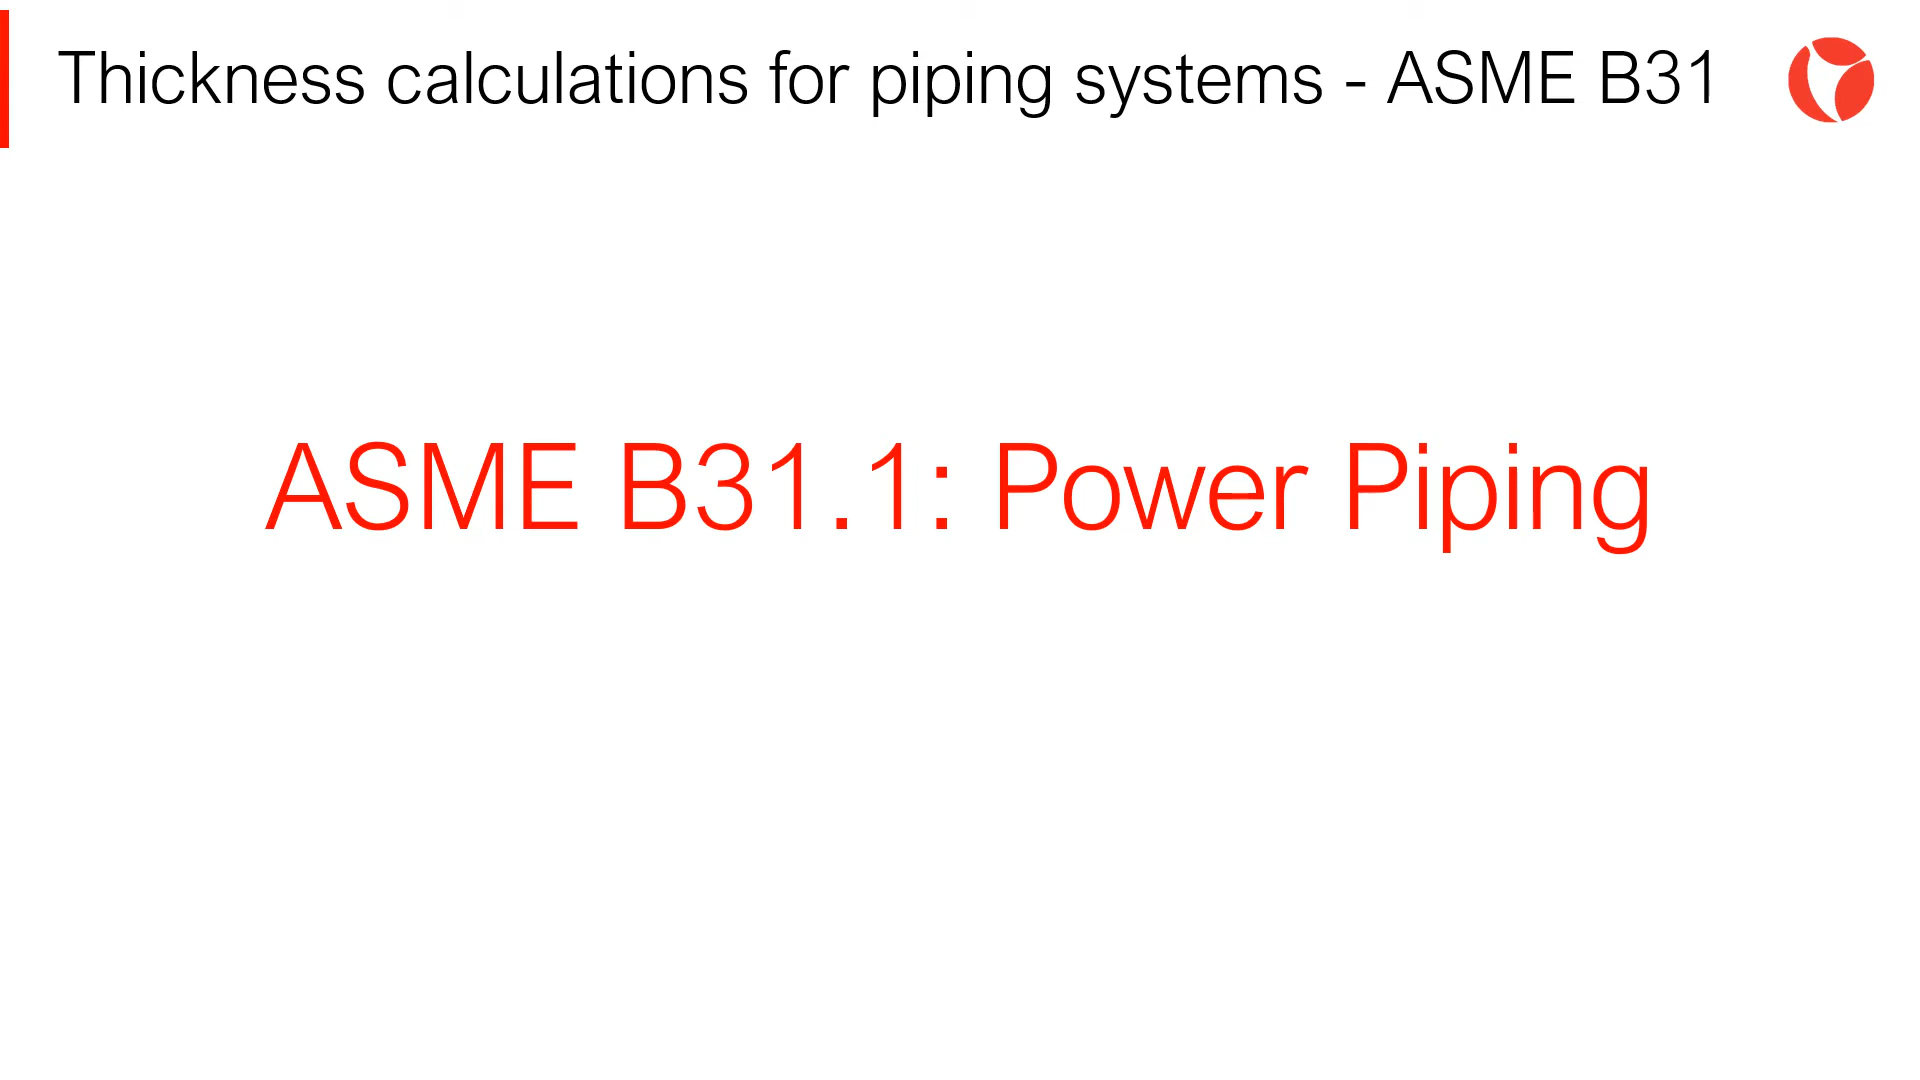 Thickness calculations for piping systems - ASME B31
ASME B31.1: Power Piping